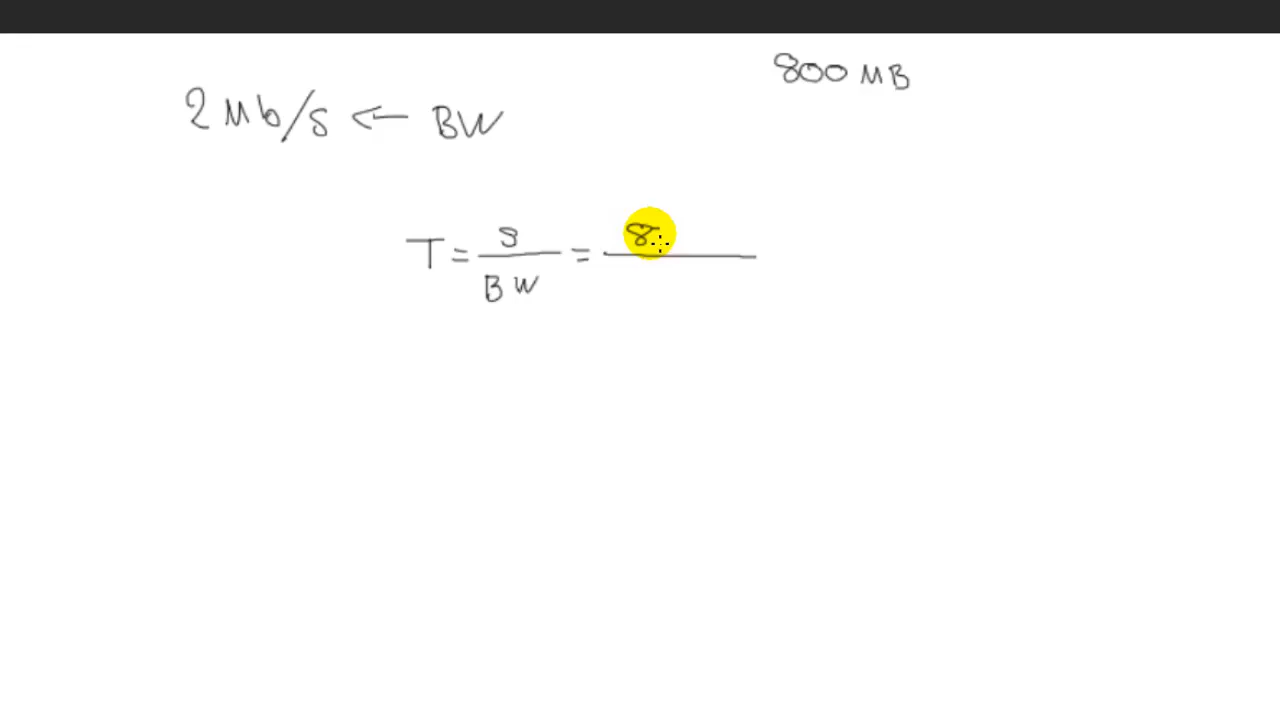 800 MB
2 Mb/s ← BW
T = S / BW = 8